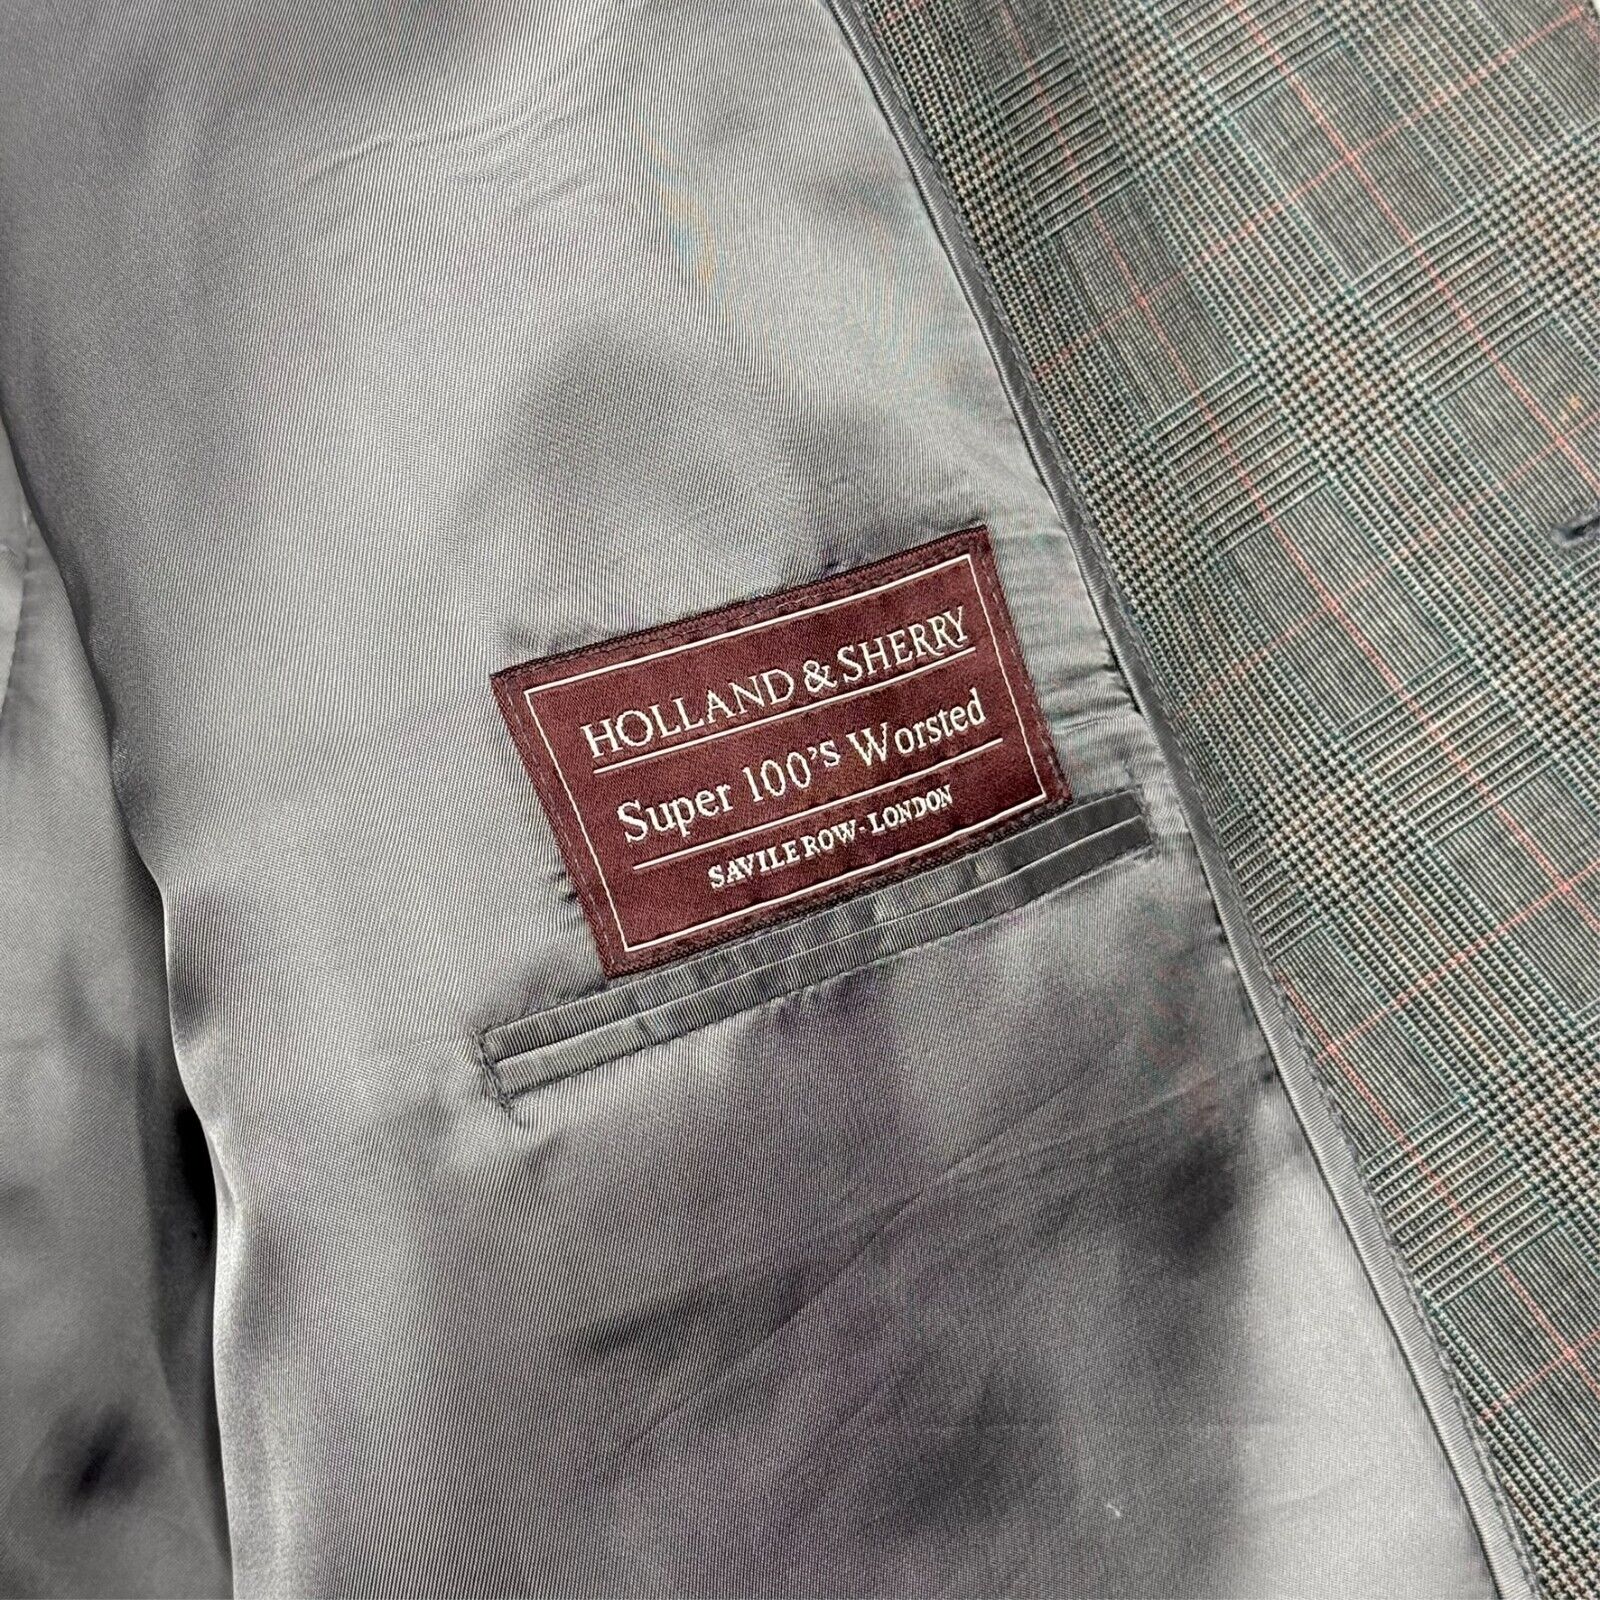 HOLLAND & SHERRY
Super 100's Worsted
SAVILE ROW-LONDON